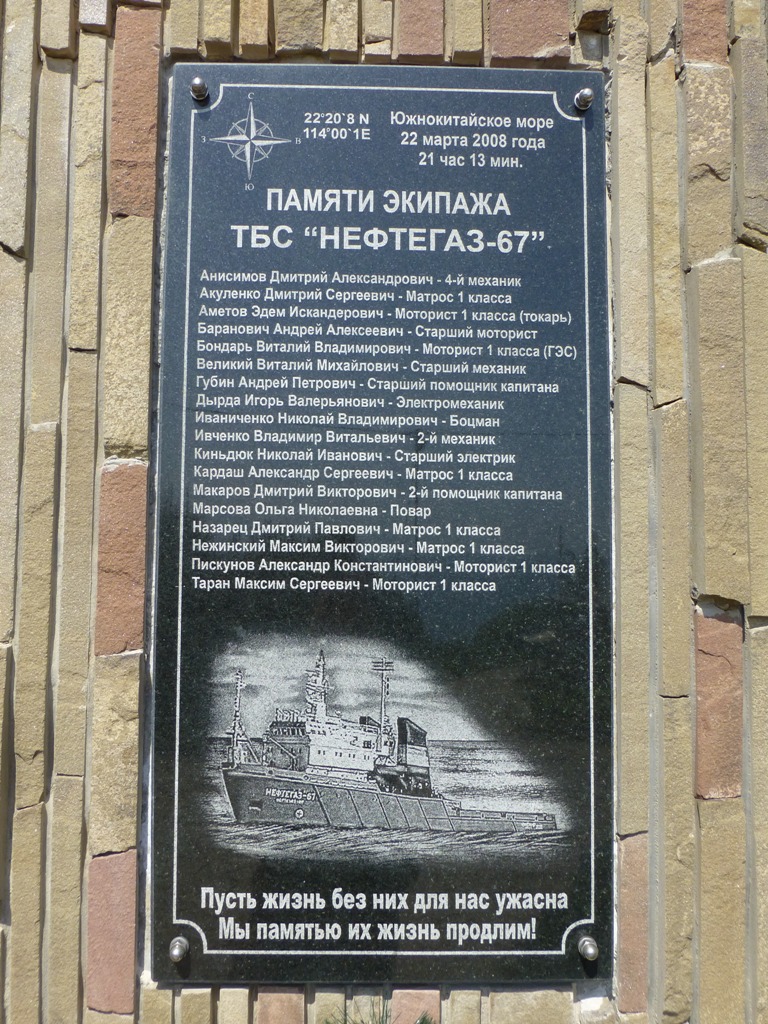 С
З
В
Ю
22°20`8 N
114°00`1E
Южнокитайское море
22 марта 2008 года
21 час 13 мин.
ПАМЯТИ ЭКИПАЖА
ТБС “НЕФТЕГАЗ-67”
Анисимов Дмитрий Александрович - 4-й механик
Акуленко Дмитрий Сергеевич - Матрос 1 класса
Аметов Эдем Искандерович - Моторист 1 класса (токарь)
Баранович Андрей Алексеевич - Старший моторист
Бондарь Виталий Владимирович - Моторист 1 класса (ГЭС)
Великий Виталий Михайлович - Старший механик
Губин Андрей Петрович - Старший помощник капитана
Дырда Игорь Валерьянович - Электромеханик
Иваниченко Николай Владимирович - Боцман
Ивченко Владимир Витальевич - 2-й механик
Киньдюк Николай Иванович - Старший электрик
Кардаш Александр Сергеевич - Матрос 1 класса
Макаров Дмитрий Викторович - 2-й помощник капитана
Марсова Ольга Николаевна - Повар
Назарец Дмитрий Павлович - Матрос 1 класса
Нежинский Максим Викторович - Матрос 1 класса
Пискунов Александр Константинович - Моторист 1 класса
Таран Максим Сергеевич - Моторист 1 класса
НЕФТЕГАЗ-67
Пусть жизнь без них для нас ужасна
Мы памятью их жизнь продлим!